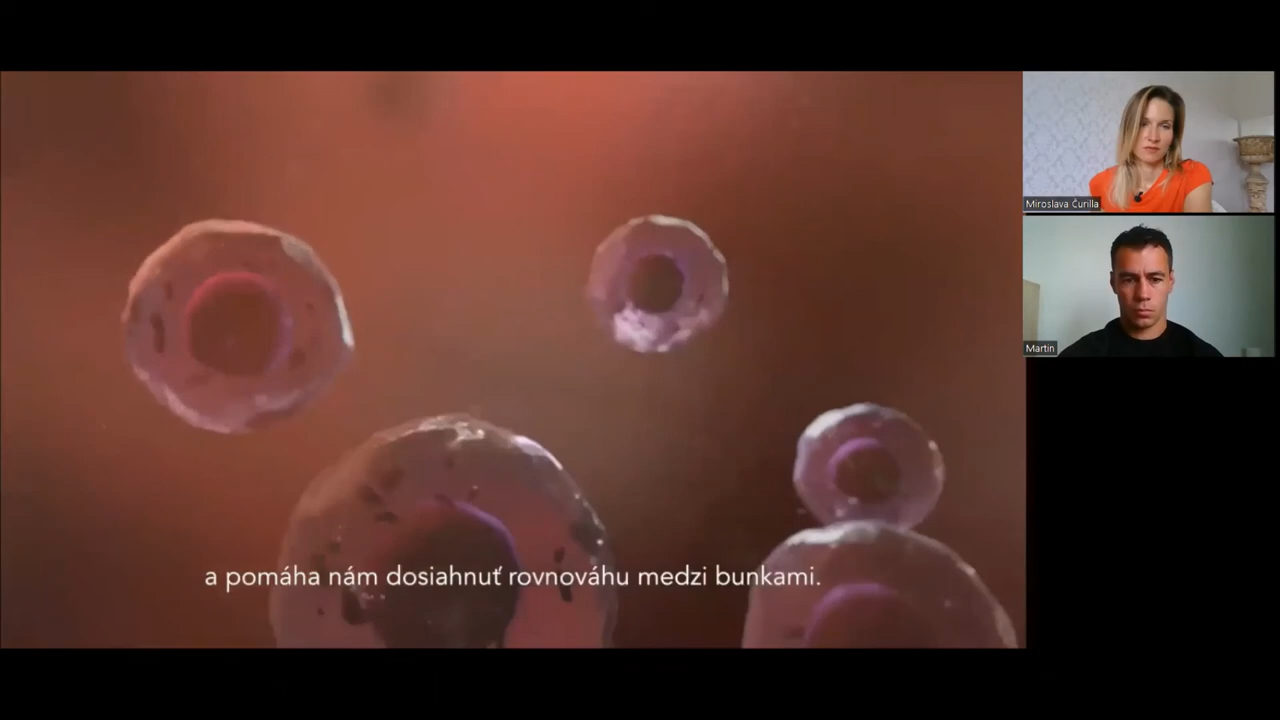 Miroslava Čurilla
Martin
a pomáha nám dosiahnuť rovnováhu medzi bunkami.